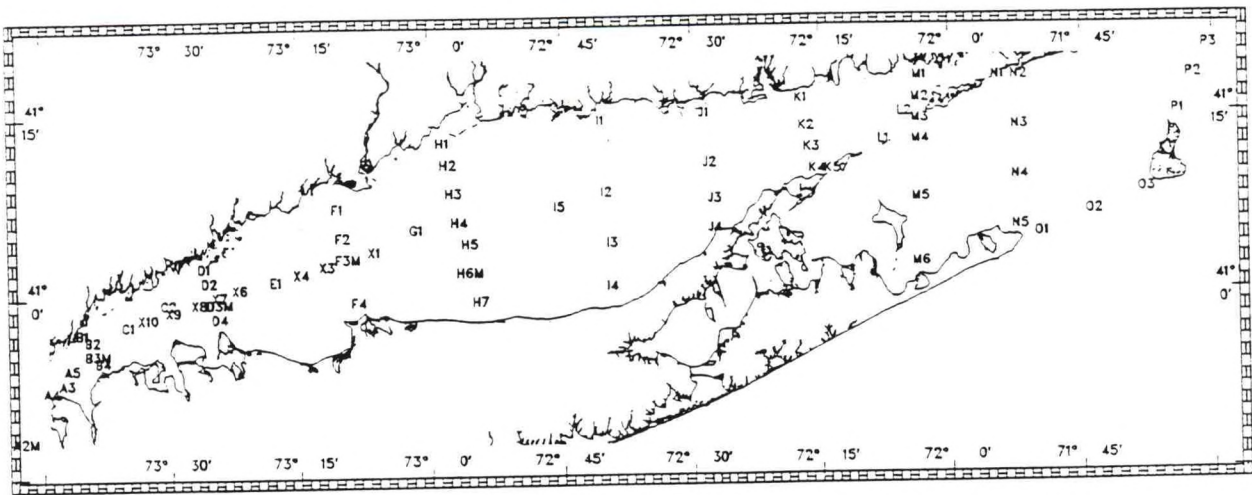 73° 30' 73° 15' 73° 0' 72° 45' 72° 30' 72° 15' 72° 0' 71° 45' P3
41° 15' M1 N1 N2 P2 41° 15'
K1 M2 P1
I1 J1 L2 M3 N3
H1 K2 M4
H2 K3
J2 K4 N4
H3 I2 J3 M5 O3
F1 I5 O2
G1 H4 J4 N5 O1
F2 H5 I3
F3M X1 M6
D1 X3 H6M
D2 E1 X4 I4 41° 0'
41° 0' X6 H7
C2 X8 D3M F4
C1 X10 X9 D4
B1
B2
B3M B4
A5
A3
2M
73° 30' 73° 15' 73° 0' 72° 45' 72° 30' 72° 15' 72° 0' 71° 45'